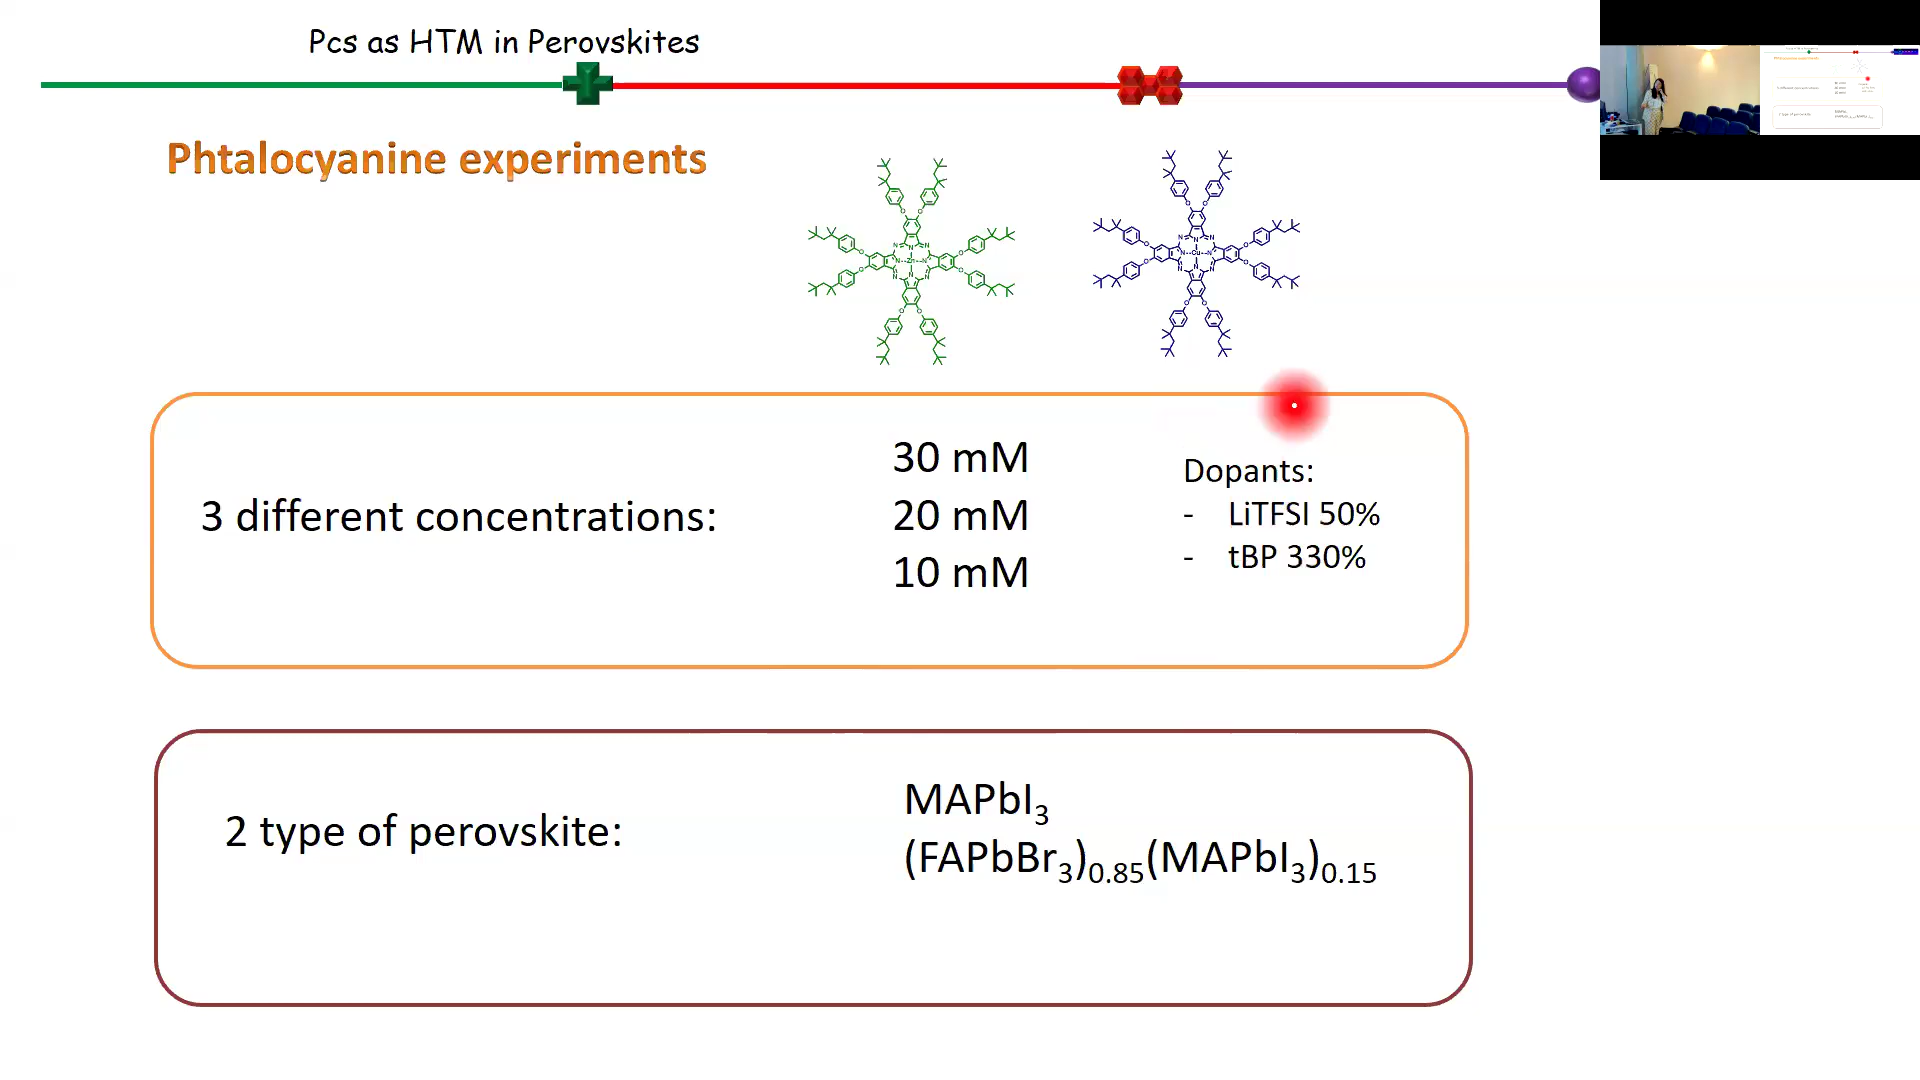 Pcs as HTM in Perovskites
Phtalocyanine experiments
3 different concentrations:
30 mM
20 mM
10 mM
Dopants:
- LiTFSI 50%
- tBP 330%
2 type of perovskite:
MAPbI₃
(FAPbBr₃)₀.₈₅(MAPbI₃)₀.₁₅